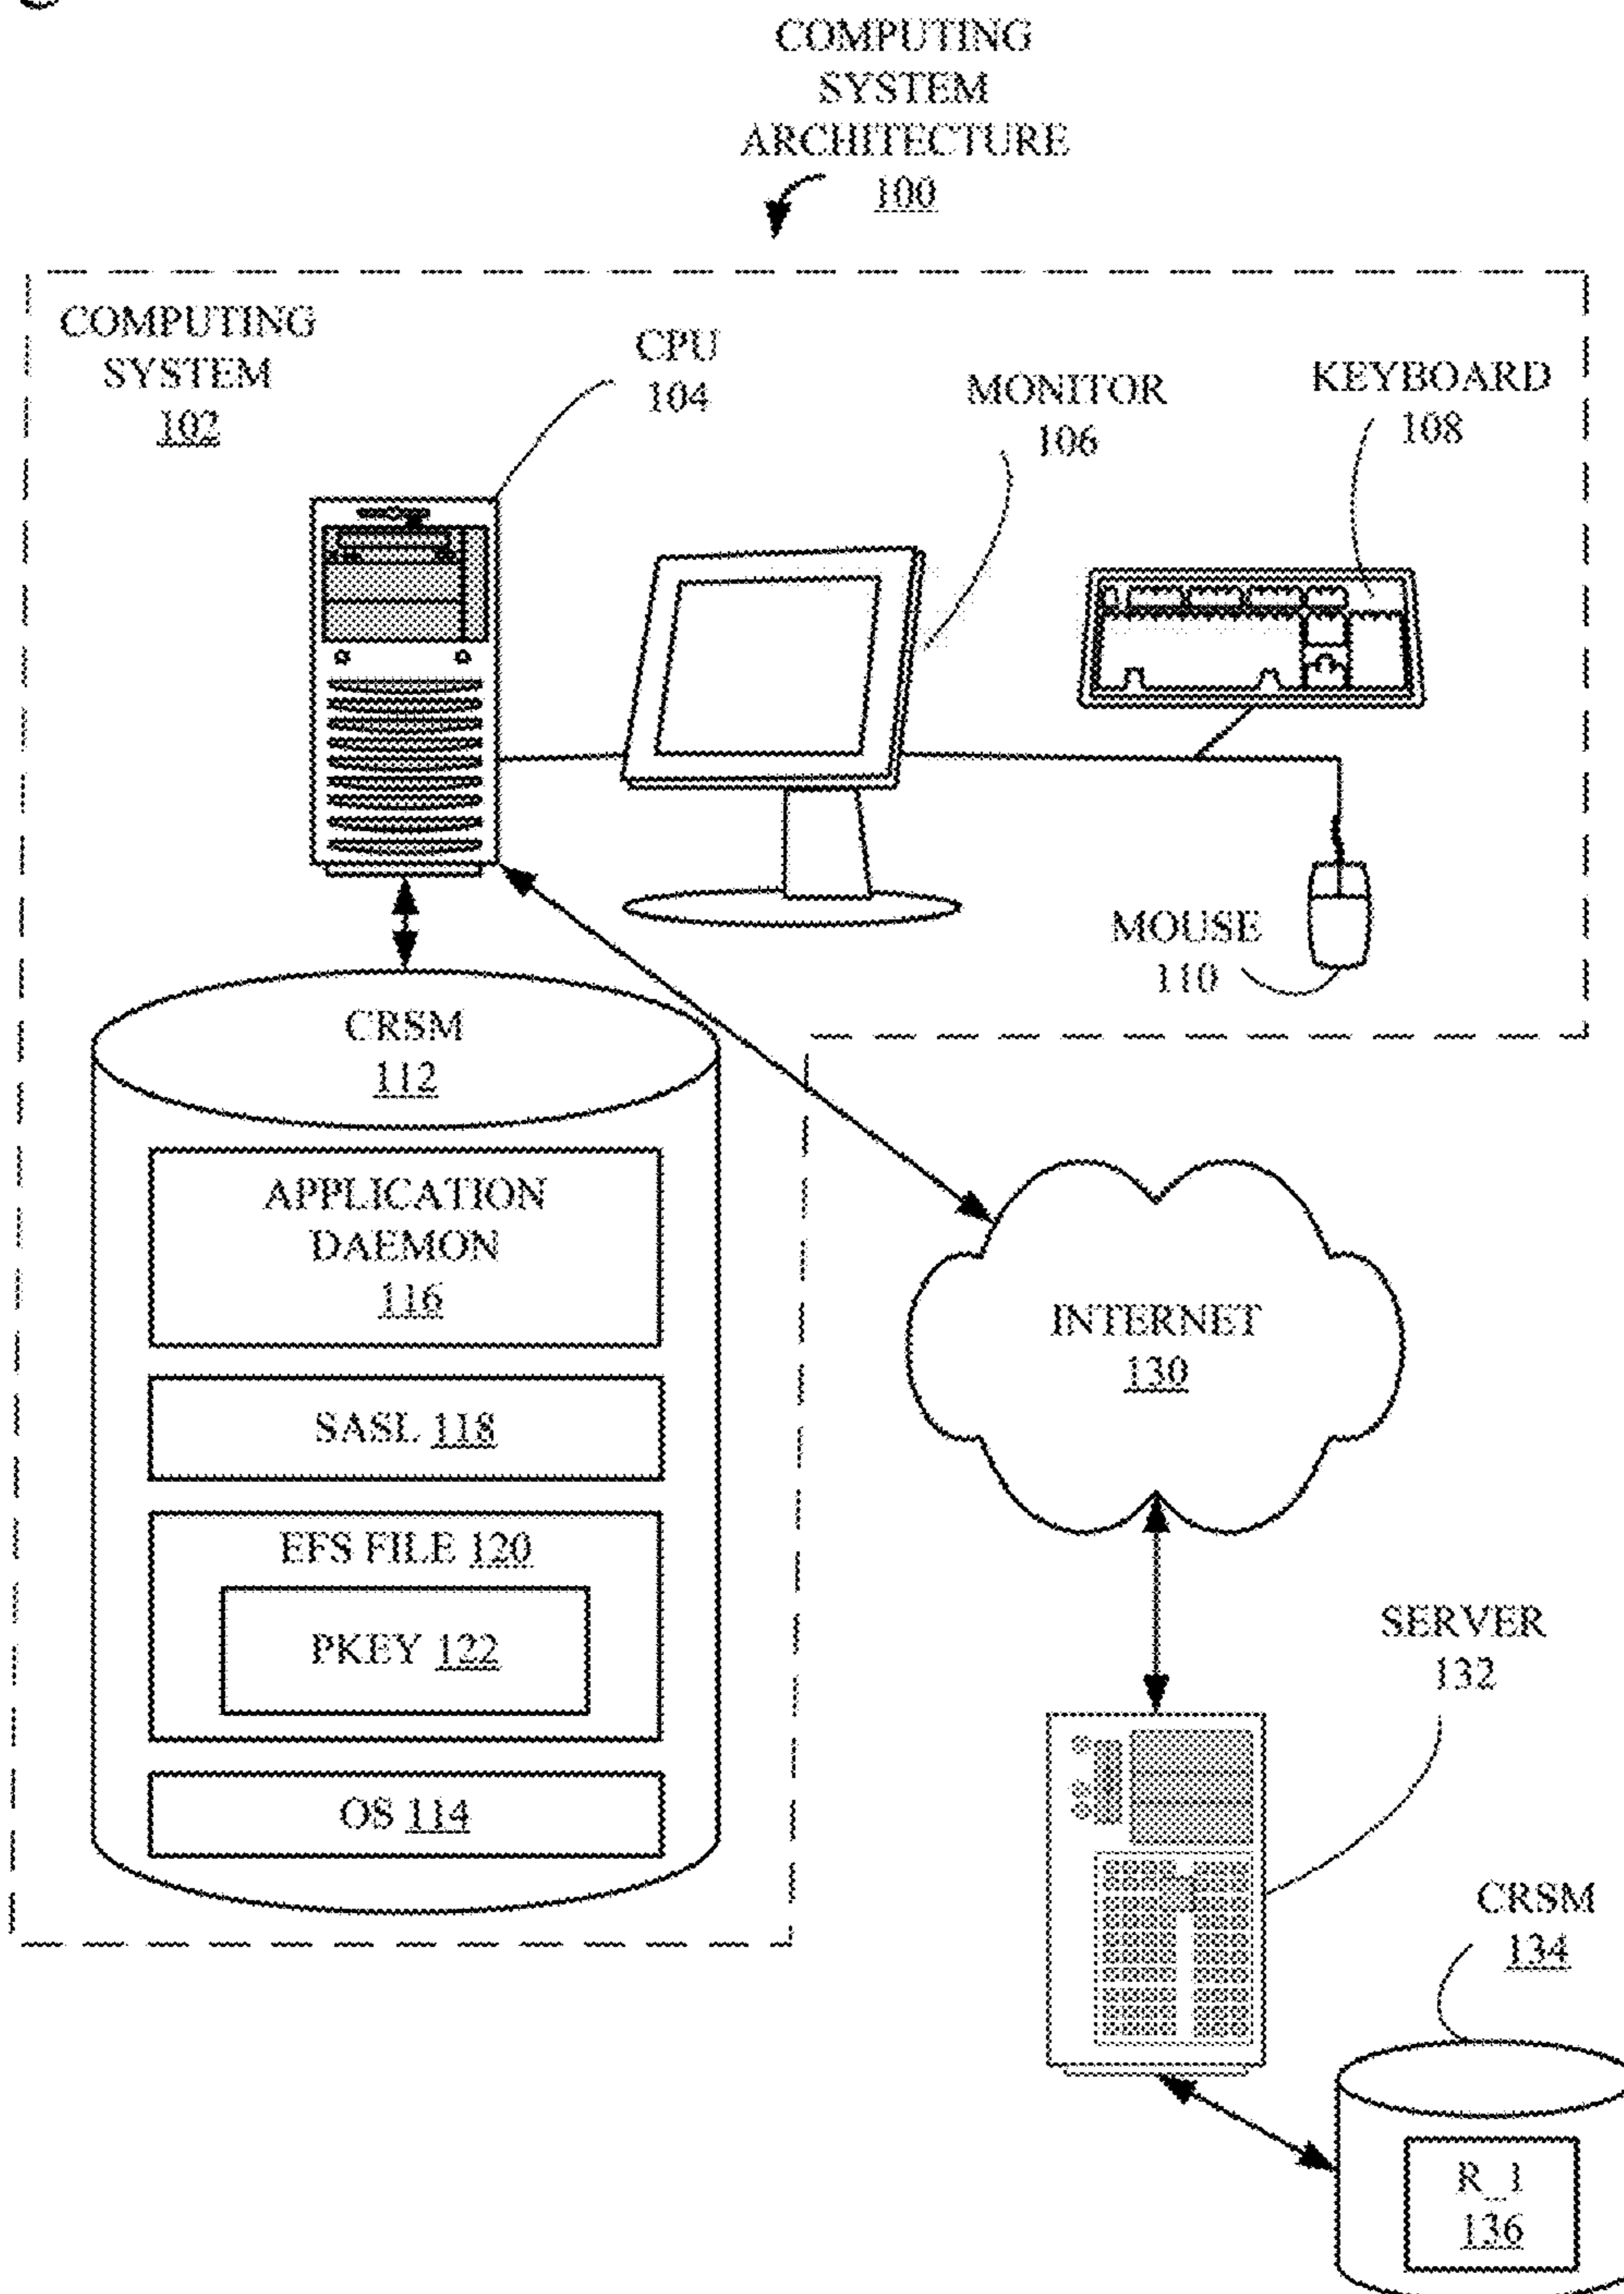 COMPUTING
SYSTEM
ARCHITECTURE
100
COMPUTING
SYSTEM
102
CPU
104
MONITOR
106
KEYBOARD
108
MOUSE
110
CRSM
112
APPLICATION
DAEMON
116
SASL 118
EFS FILE 120
PKEY 122
OS 114
INTERNET
130
SERVER
132
CRSM
134
R_1
136